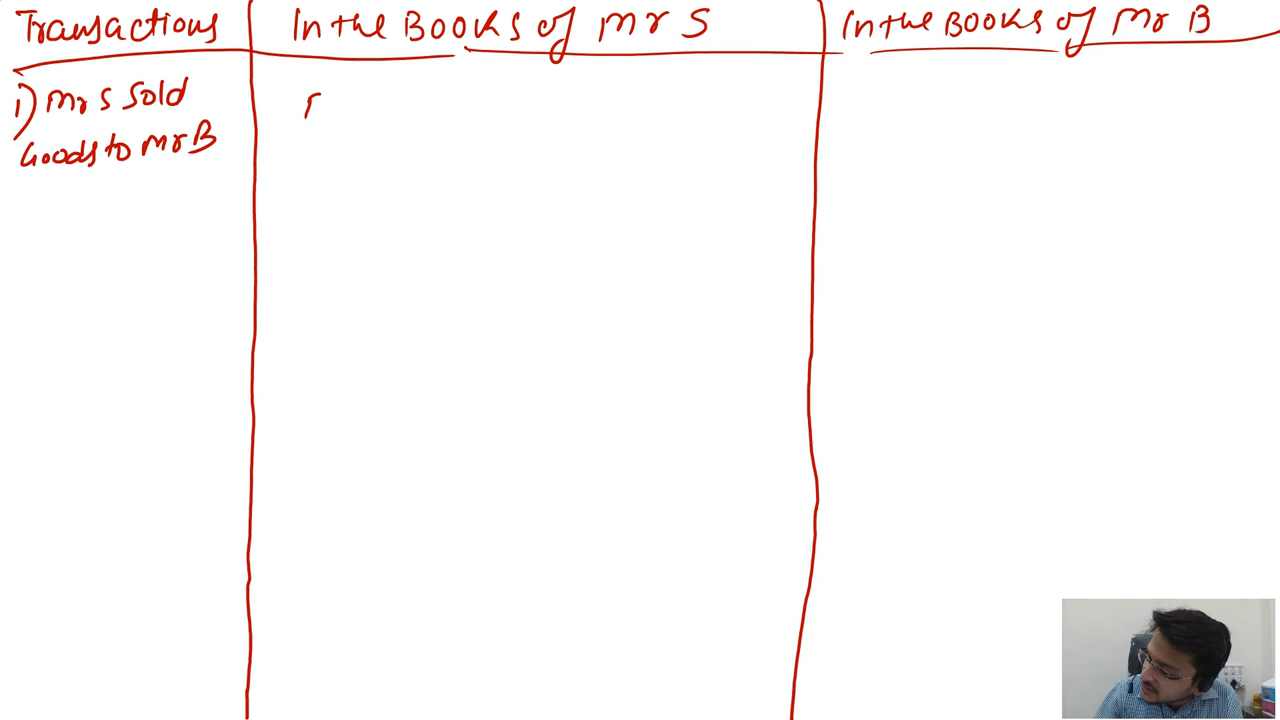 Transactions
In the Books of Mr S
In the Books of Mr B
1) Mr S Sold
Goods to Mr B